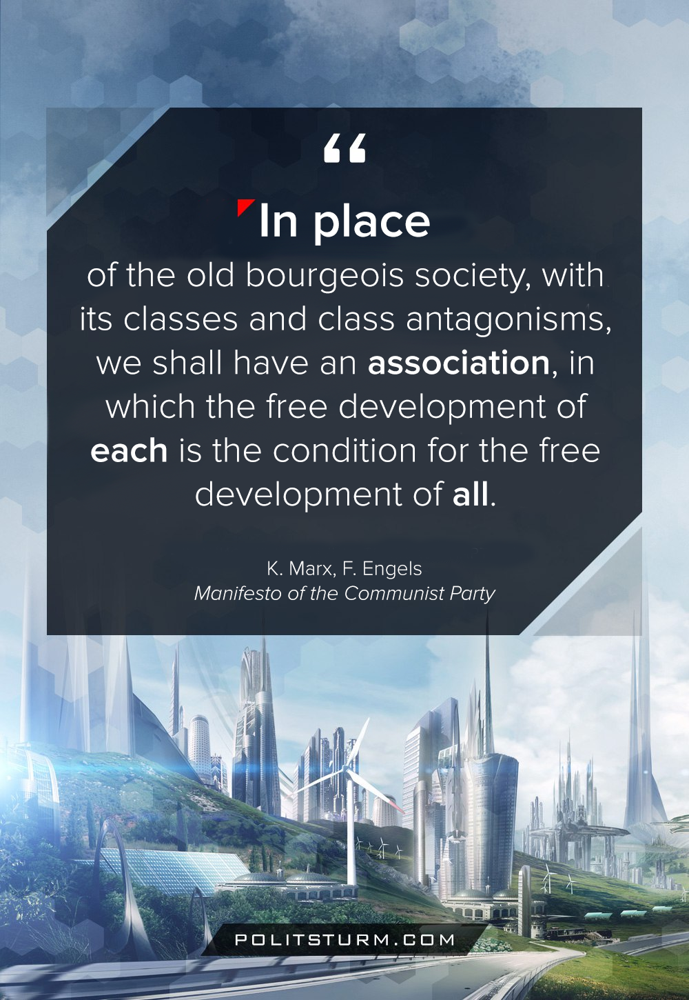 “
In place
of the old bourgeois society, with
its classes and class antagonisms,
we shall have an association, in
which the free development of
each is the condition for the free
development of all.
K. Marx, F. Engels
Manifesto of the Communist Party
POLITSTURM.COM